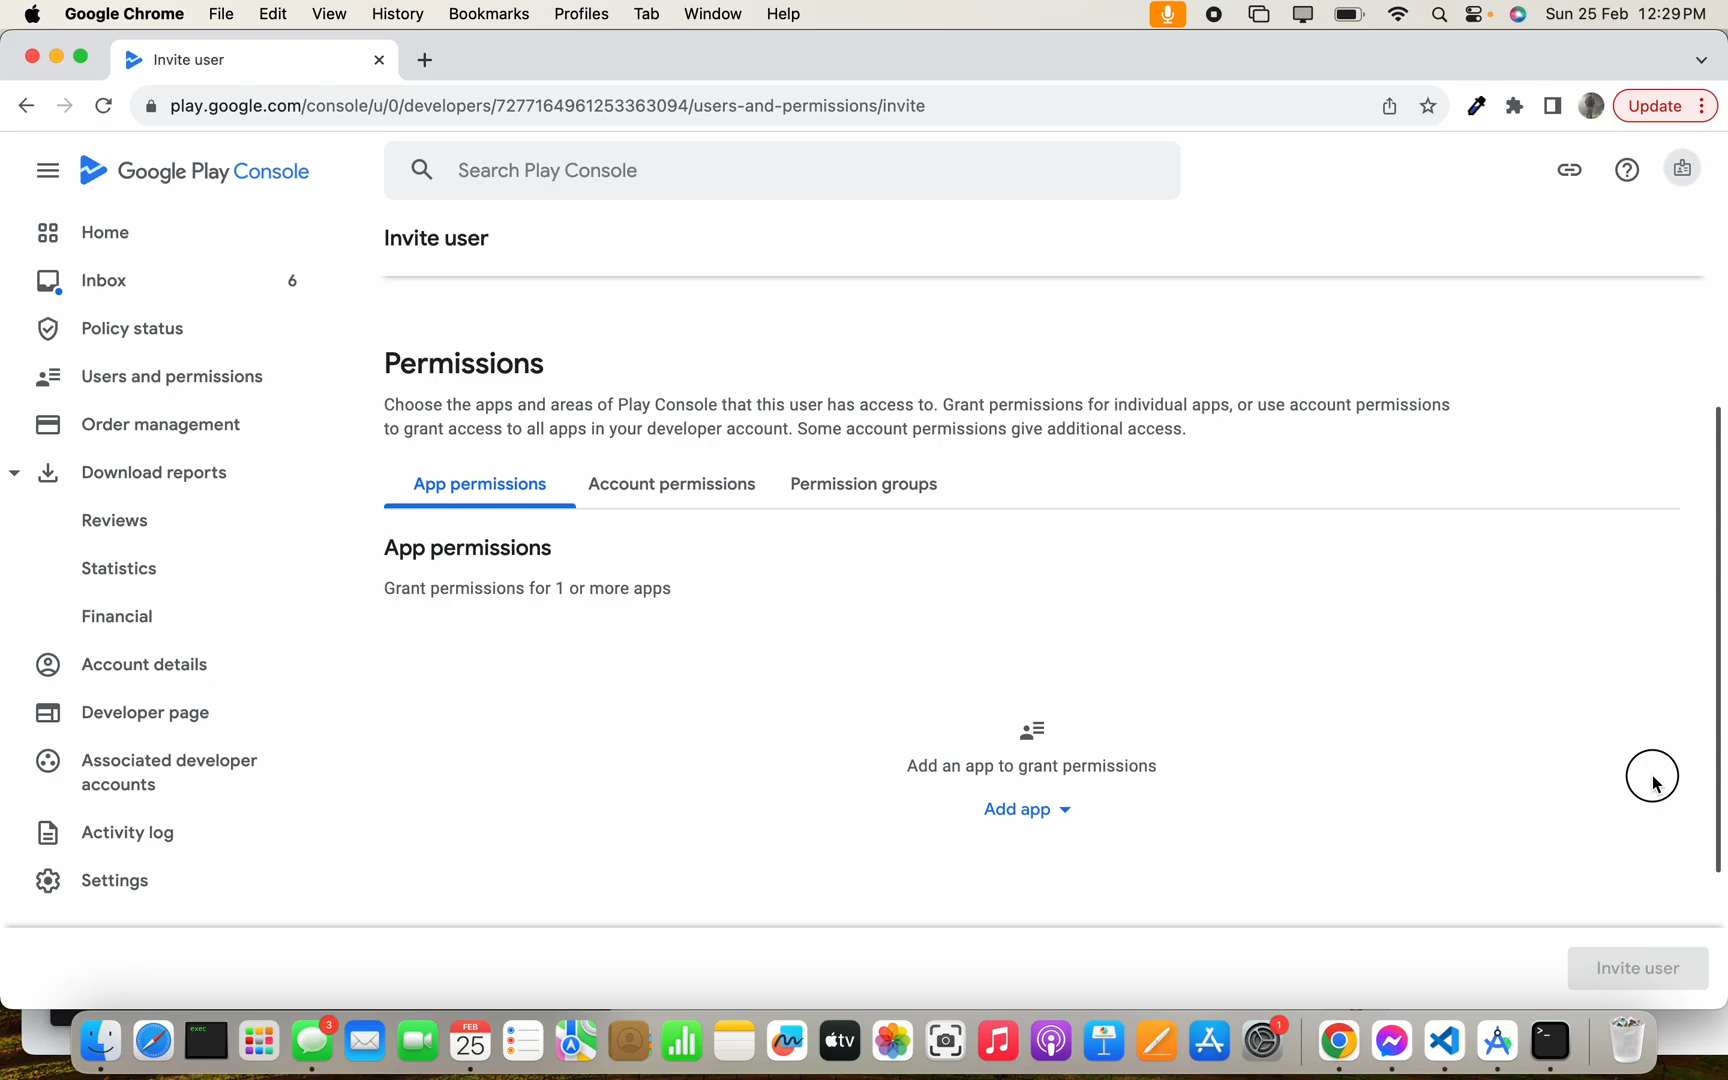 Google Chrome File Edit View History Bookmarks Profiles Tab Window Help Sun 25 Feb 12:29 PM
Invite user
play.google.com/console/u/0/developers/7277164961253363094/users-and-permissions/invite
Update
Google Play Console
Search Play Console
Home
Inbox 6
Policy status
Users and permissions
Order management
Download reports
Reviews
Statistics
Financial
Account details
Developer page
Associated developer
accounts
Activity log
Settings
Invite user
Permissions
Choose the apps and areas of Play Console that this user has access to. Grant permissions for individual apps, or use account permissions
to grant access to all apps in your developer account. Some account permissions give additional access.
App permissions Account permissions Permission groups
App permissions
Grant permissions for 1 or more apps
Add an app to grant permissions
Add app
Invite user
exec
3
FEB
25
tv
1